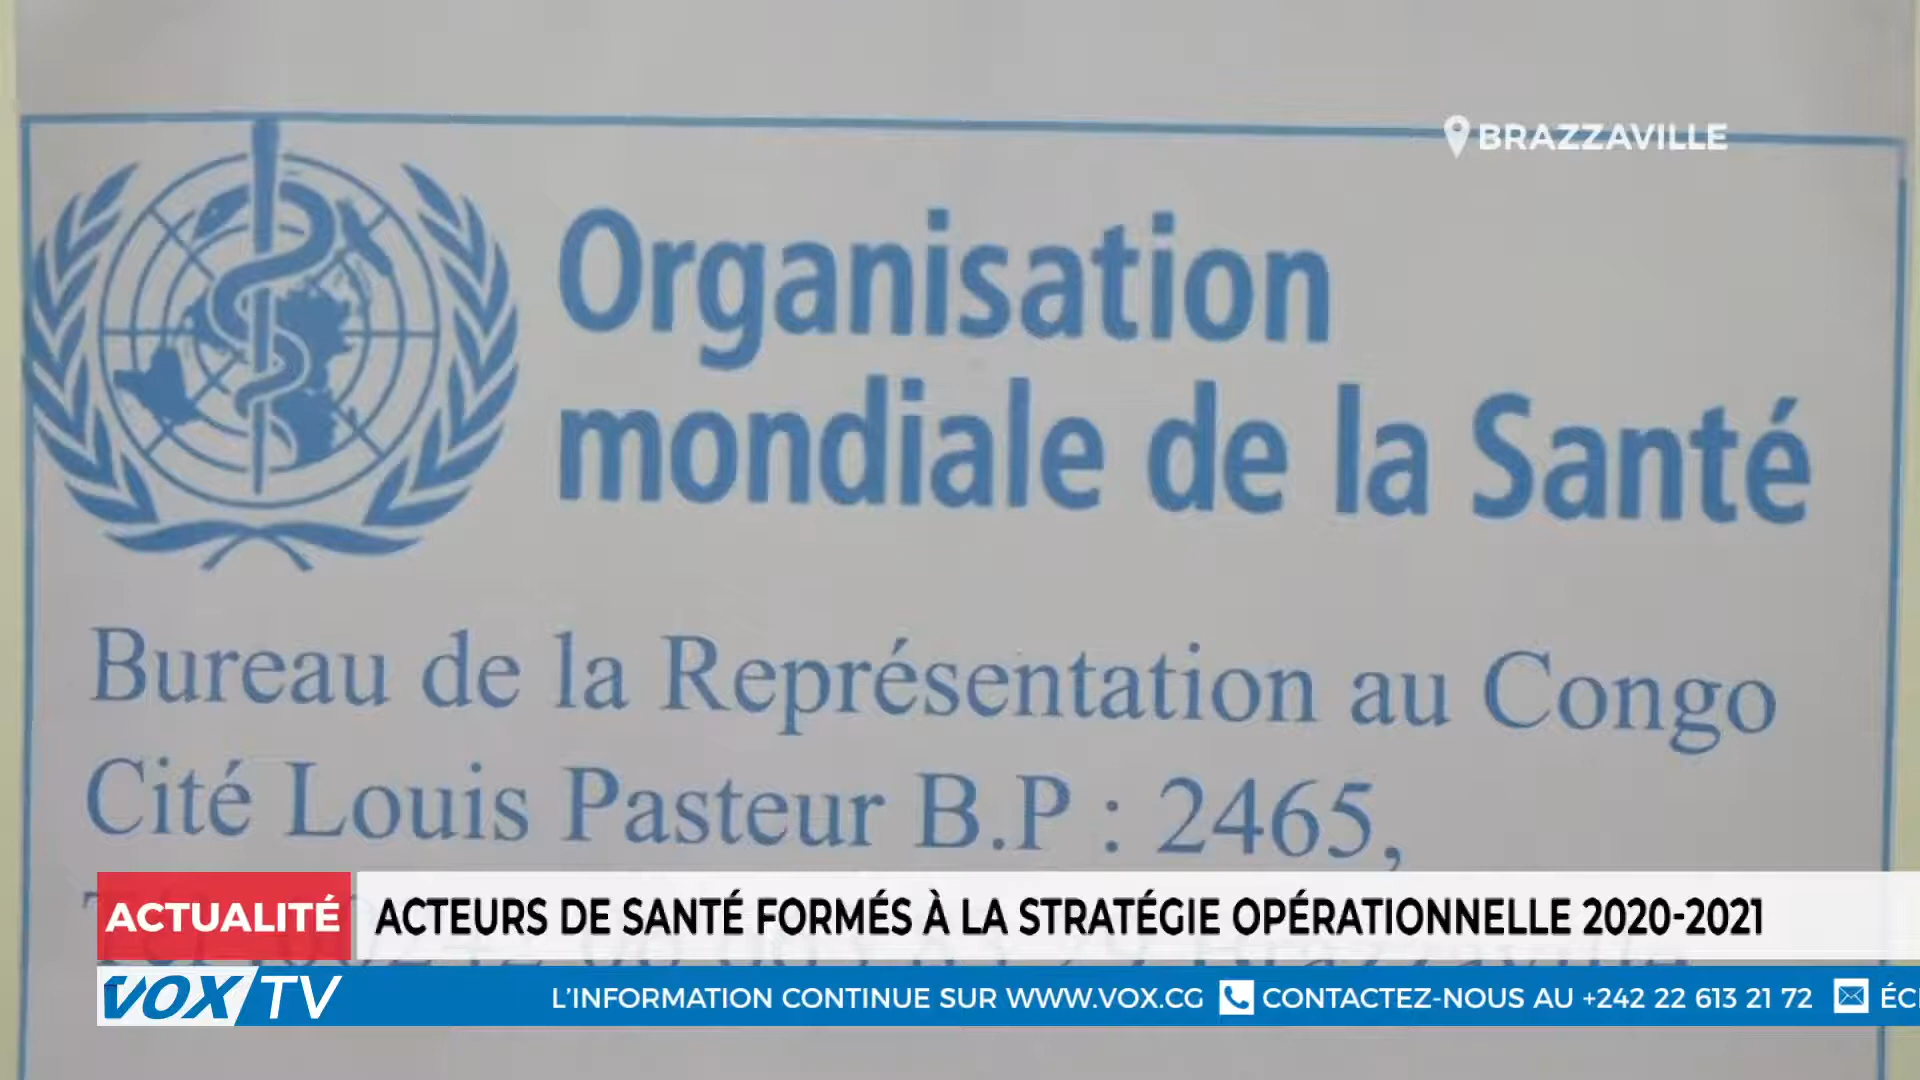 BRAZZAVILLE
Organisation
mondiale de la Santé
Bureau de la Représentation au Congo
Cité Louis Pasteur B.P : 2465,
ACTUALITÉ
ACTEURS DE SANTÉ FORMÉS À LA STRATÉGIE OPÉRATIONNELLE 2020-2021
VOX TV
L'INFORMATION CONTINUE SUR WWW.VOX.CG CONTACTEZ-NOUS AU +242 22 613 21 72